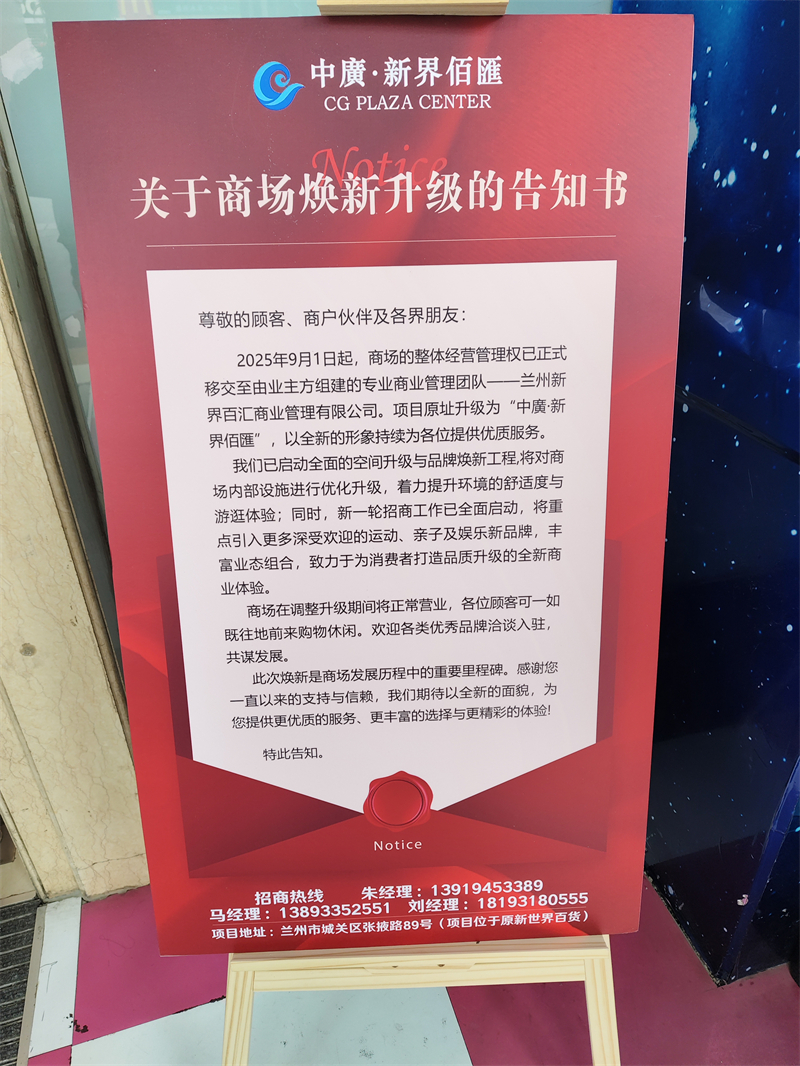 中廣·新界佰匯
CG PLAZA CENTER
Notice
关于商场焕新升级的告知书
尊敬的顾客、商户伙伴及各界朋友：
2025年9月1日起，商场的整体经营管理权已正式
移交至由业主方组建的专业商业管理团队——兰州新
界百汇商业管理有限公司。项目原址升级为“中廣·新
界佰匯”，以全新的形象持续为各位提供优质服务。
我们已启动全面的空间升级与品牌焕新工程,将对商
场内部设施进行优化升级，着力提升环境的舒适度与
游逛体验；同时，新一轮招商工作已全面启动，将重
点引入更多深受欢迎的运动、亲子及娱乐新品牌，丰
富业态组合，致力于为消费者打造品质升级的全新商
业体验。
商场在调整升级期间将正常营业，各位顾客可一如
既往地前来购物休闲。欢迎各类优秀品牌洽谈入驻，
共谋发展。
此次焕新是商场发展历程中的重要里程碑。感谢您
一直以来的支持与信赖，我们期待以全新的面貌，为
您提供更优质的服务、更丰富的选择与更精彩的体验!
特此告知。
Notice
招商热线 朱经理：13919453389
马经理：13893352551 刘经理：18193180555
项目地址：兰州市城关区张掖路89号（项目位于原新世界百货）